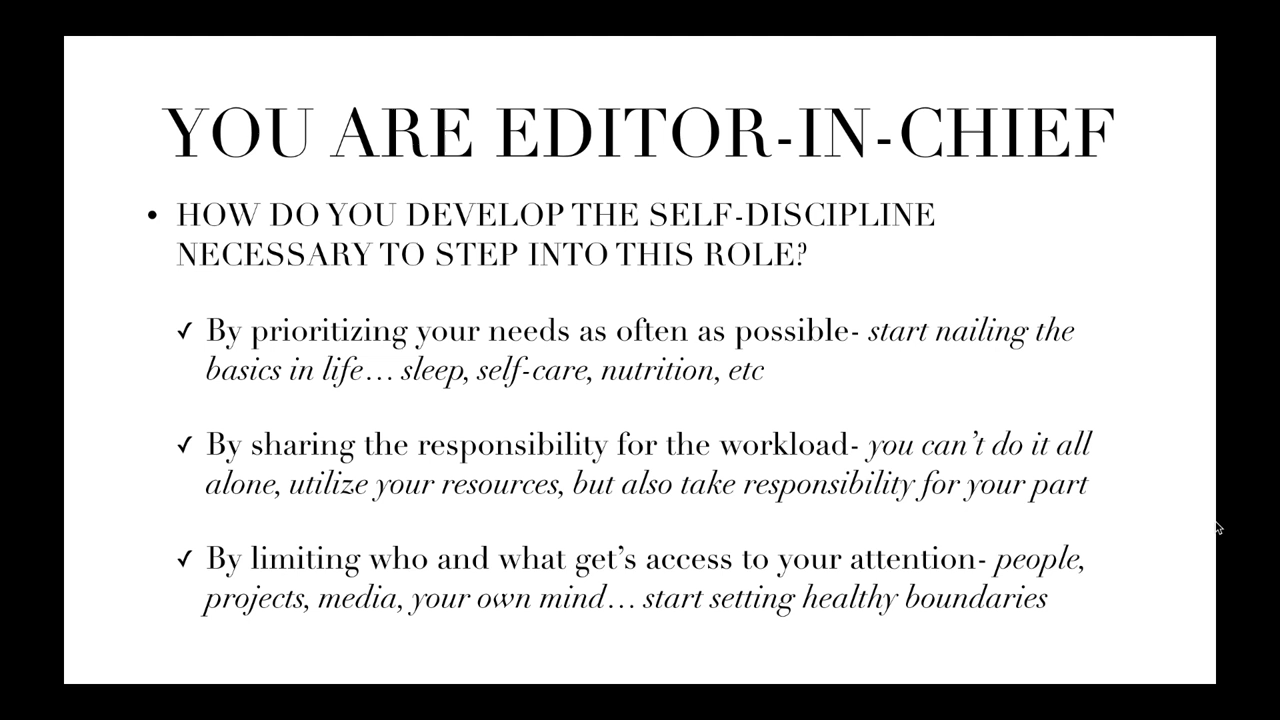 YOU ARE EDITOR-IN-CHIEF
• HOW DO YOU DEVELOP THE SELF-DISCIPLINE
NECESSARY TO STEP INTO THIS ROLE?
✓ By prioritizing your needs as often as possible- start nailing the
basics in life… sleep, self-care, nutrition, etc
✓ By sharing the responsibility for the workload- you can’t do it all
alone, utilize your resources, but also take responsibility for your part
✓ By limiting who and what get’s access to your attention- people,
projects, media, your own mind… start setting healthy boundaries